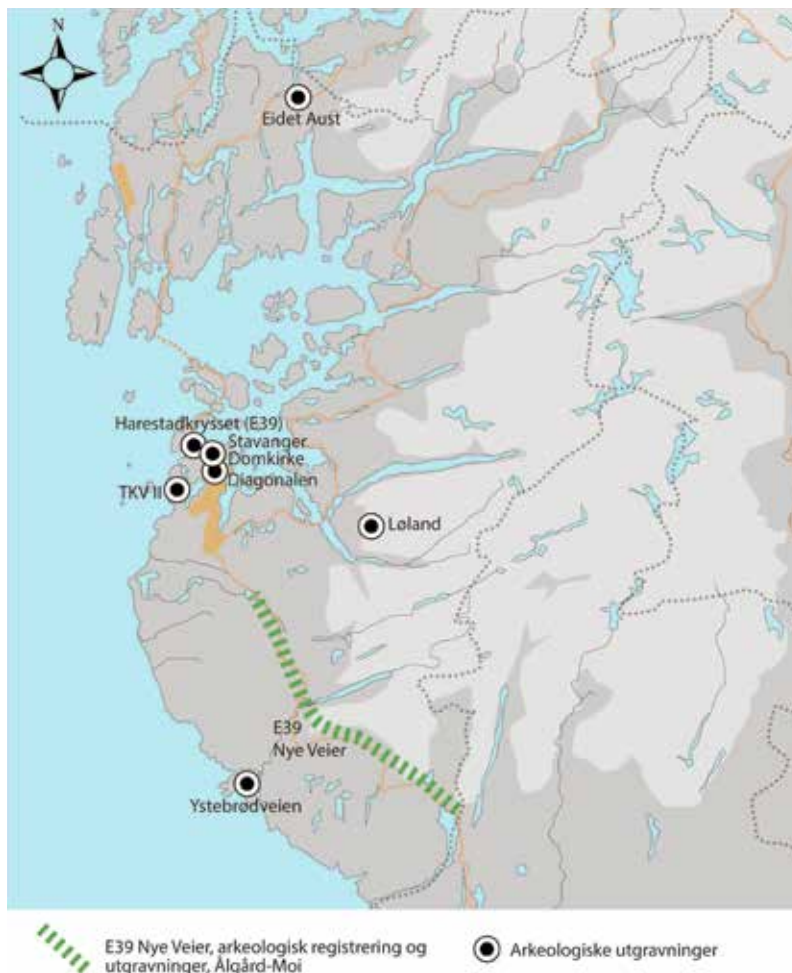 N
Eidet Aust
Harestadkrysset (E39)
Stavanger
Domkirke
Diagonalen
TKV II
Løland
E39
Nye Veier
Ystebrødveien
E39 Nye Veier, arkeologisk registrering og
utgravninger, Ålgård-Moi
Arkeologiske utgravninger